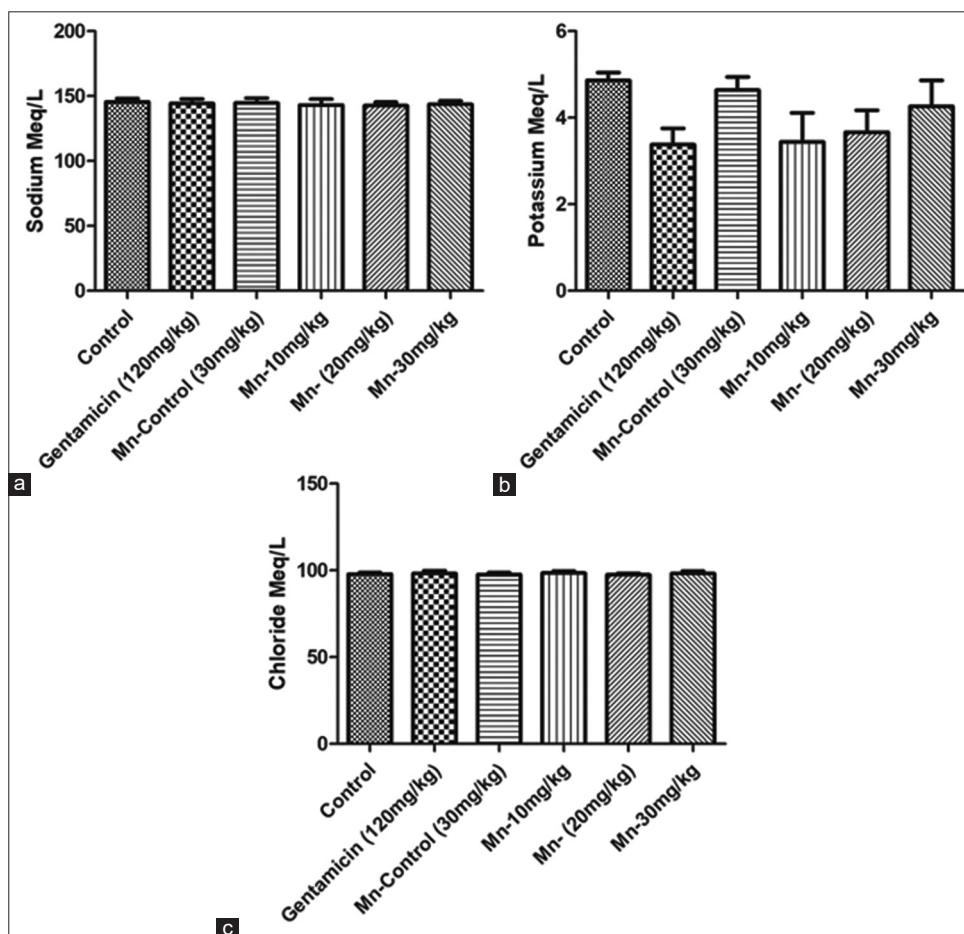 Sodium Meq/L
200
150
100
50
0
Control
Gentamicin (120mg/kg)
Mn-Control (30mg/kg)
Mn-10mg/kg
Mn- (20mg/kg)
Mn-30mg/kg
a
Potassium Meq/L
6
4
2
0
Control
Gentamicin (120mg/kg)
Mn-Control (30mg/kg)
Mn-10mg/kg
Mn- (20mg/kg)
Mn-30mg/kg
b
Chloride Meq/L
150
100
50
0
Control
Gentamicin (120mg/kg)
Mn-Control (30mg/kg)
Mn-10mg/kg
Mn- (20mg/kg)
Mn-30mg/kg
c